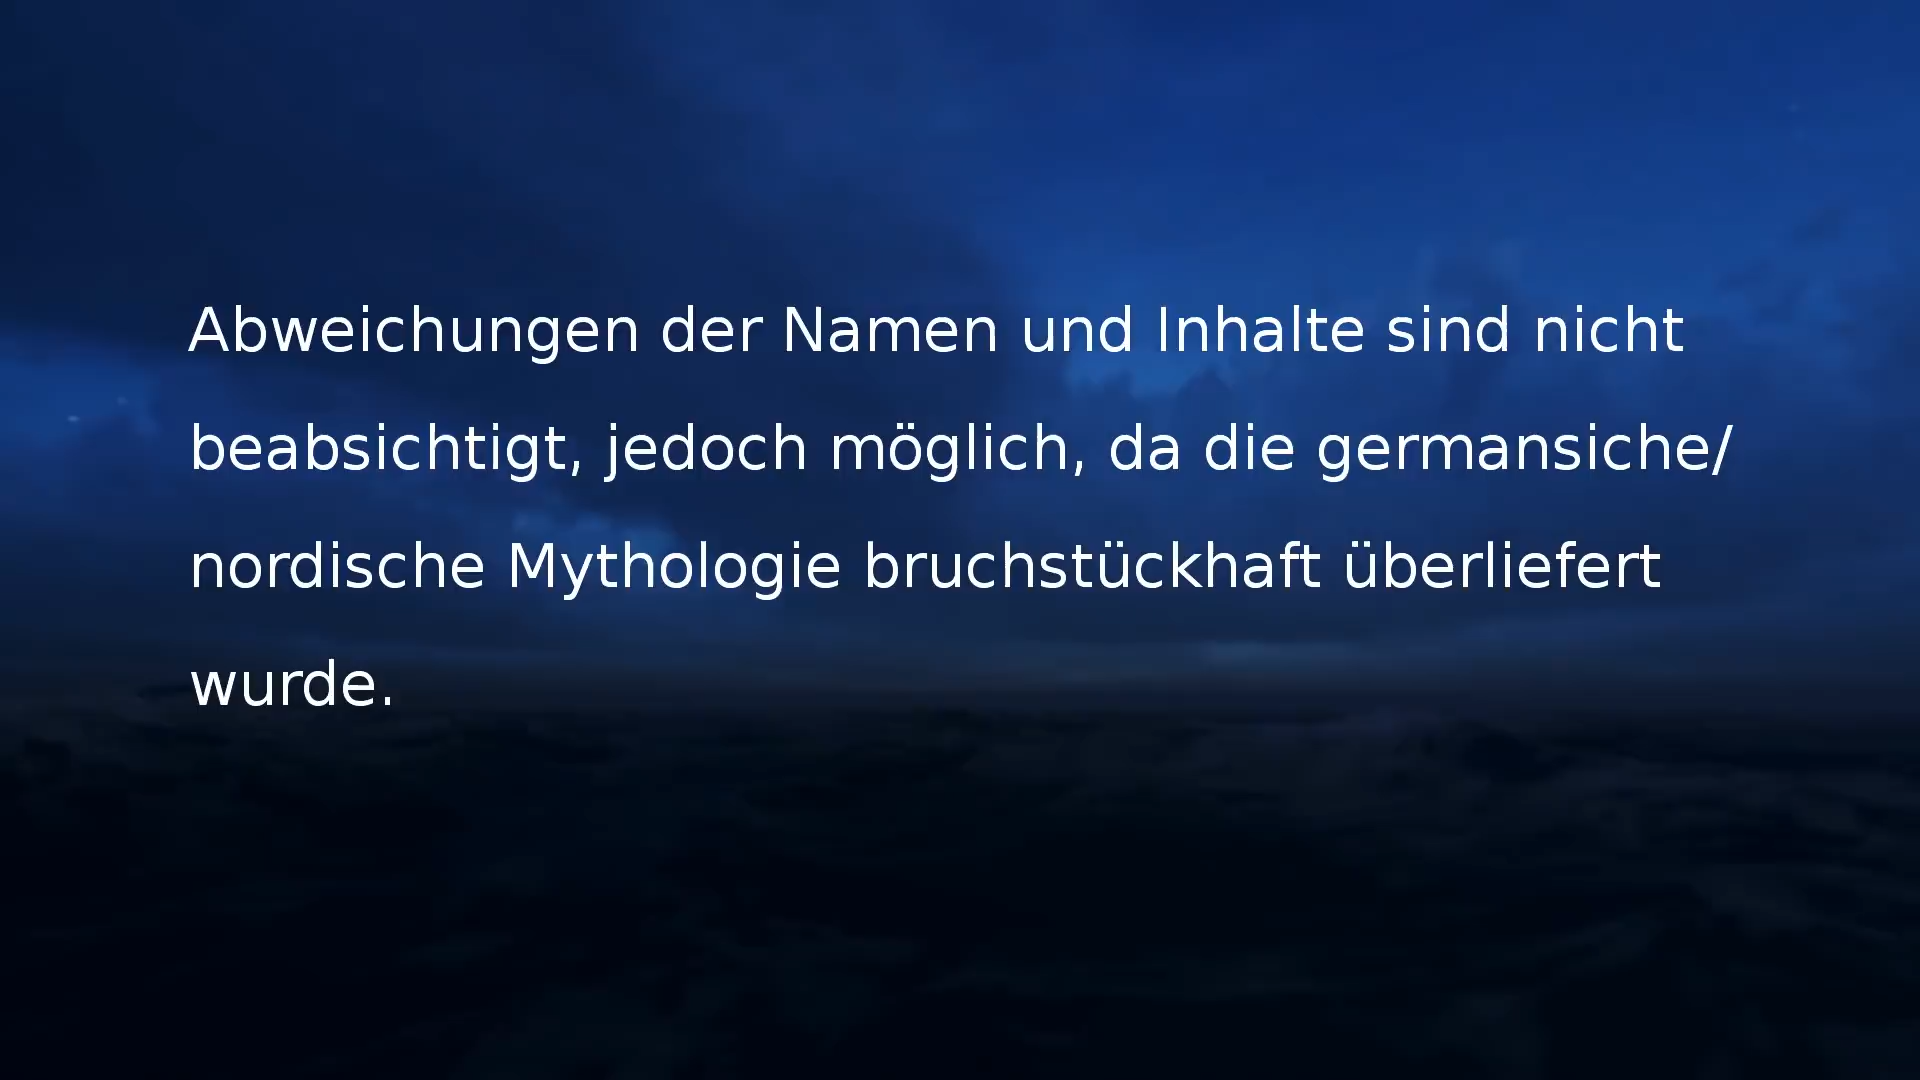 Abweichungen der Namen und Inhalte sind nicht
beabsichtigt, jedoch möglich, da die germansiche/
nordische Mythologie bruchstückhaft überliefert
wurde.